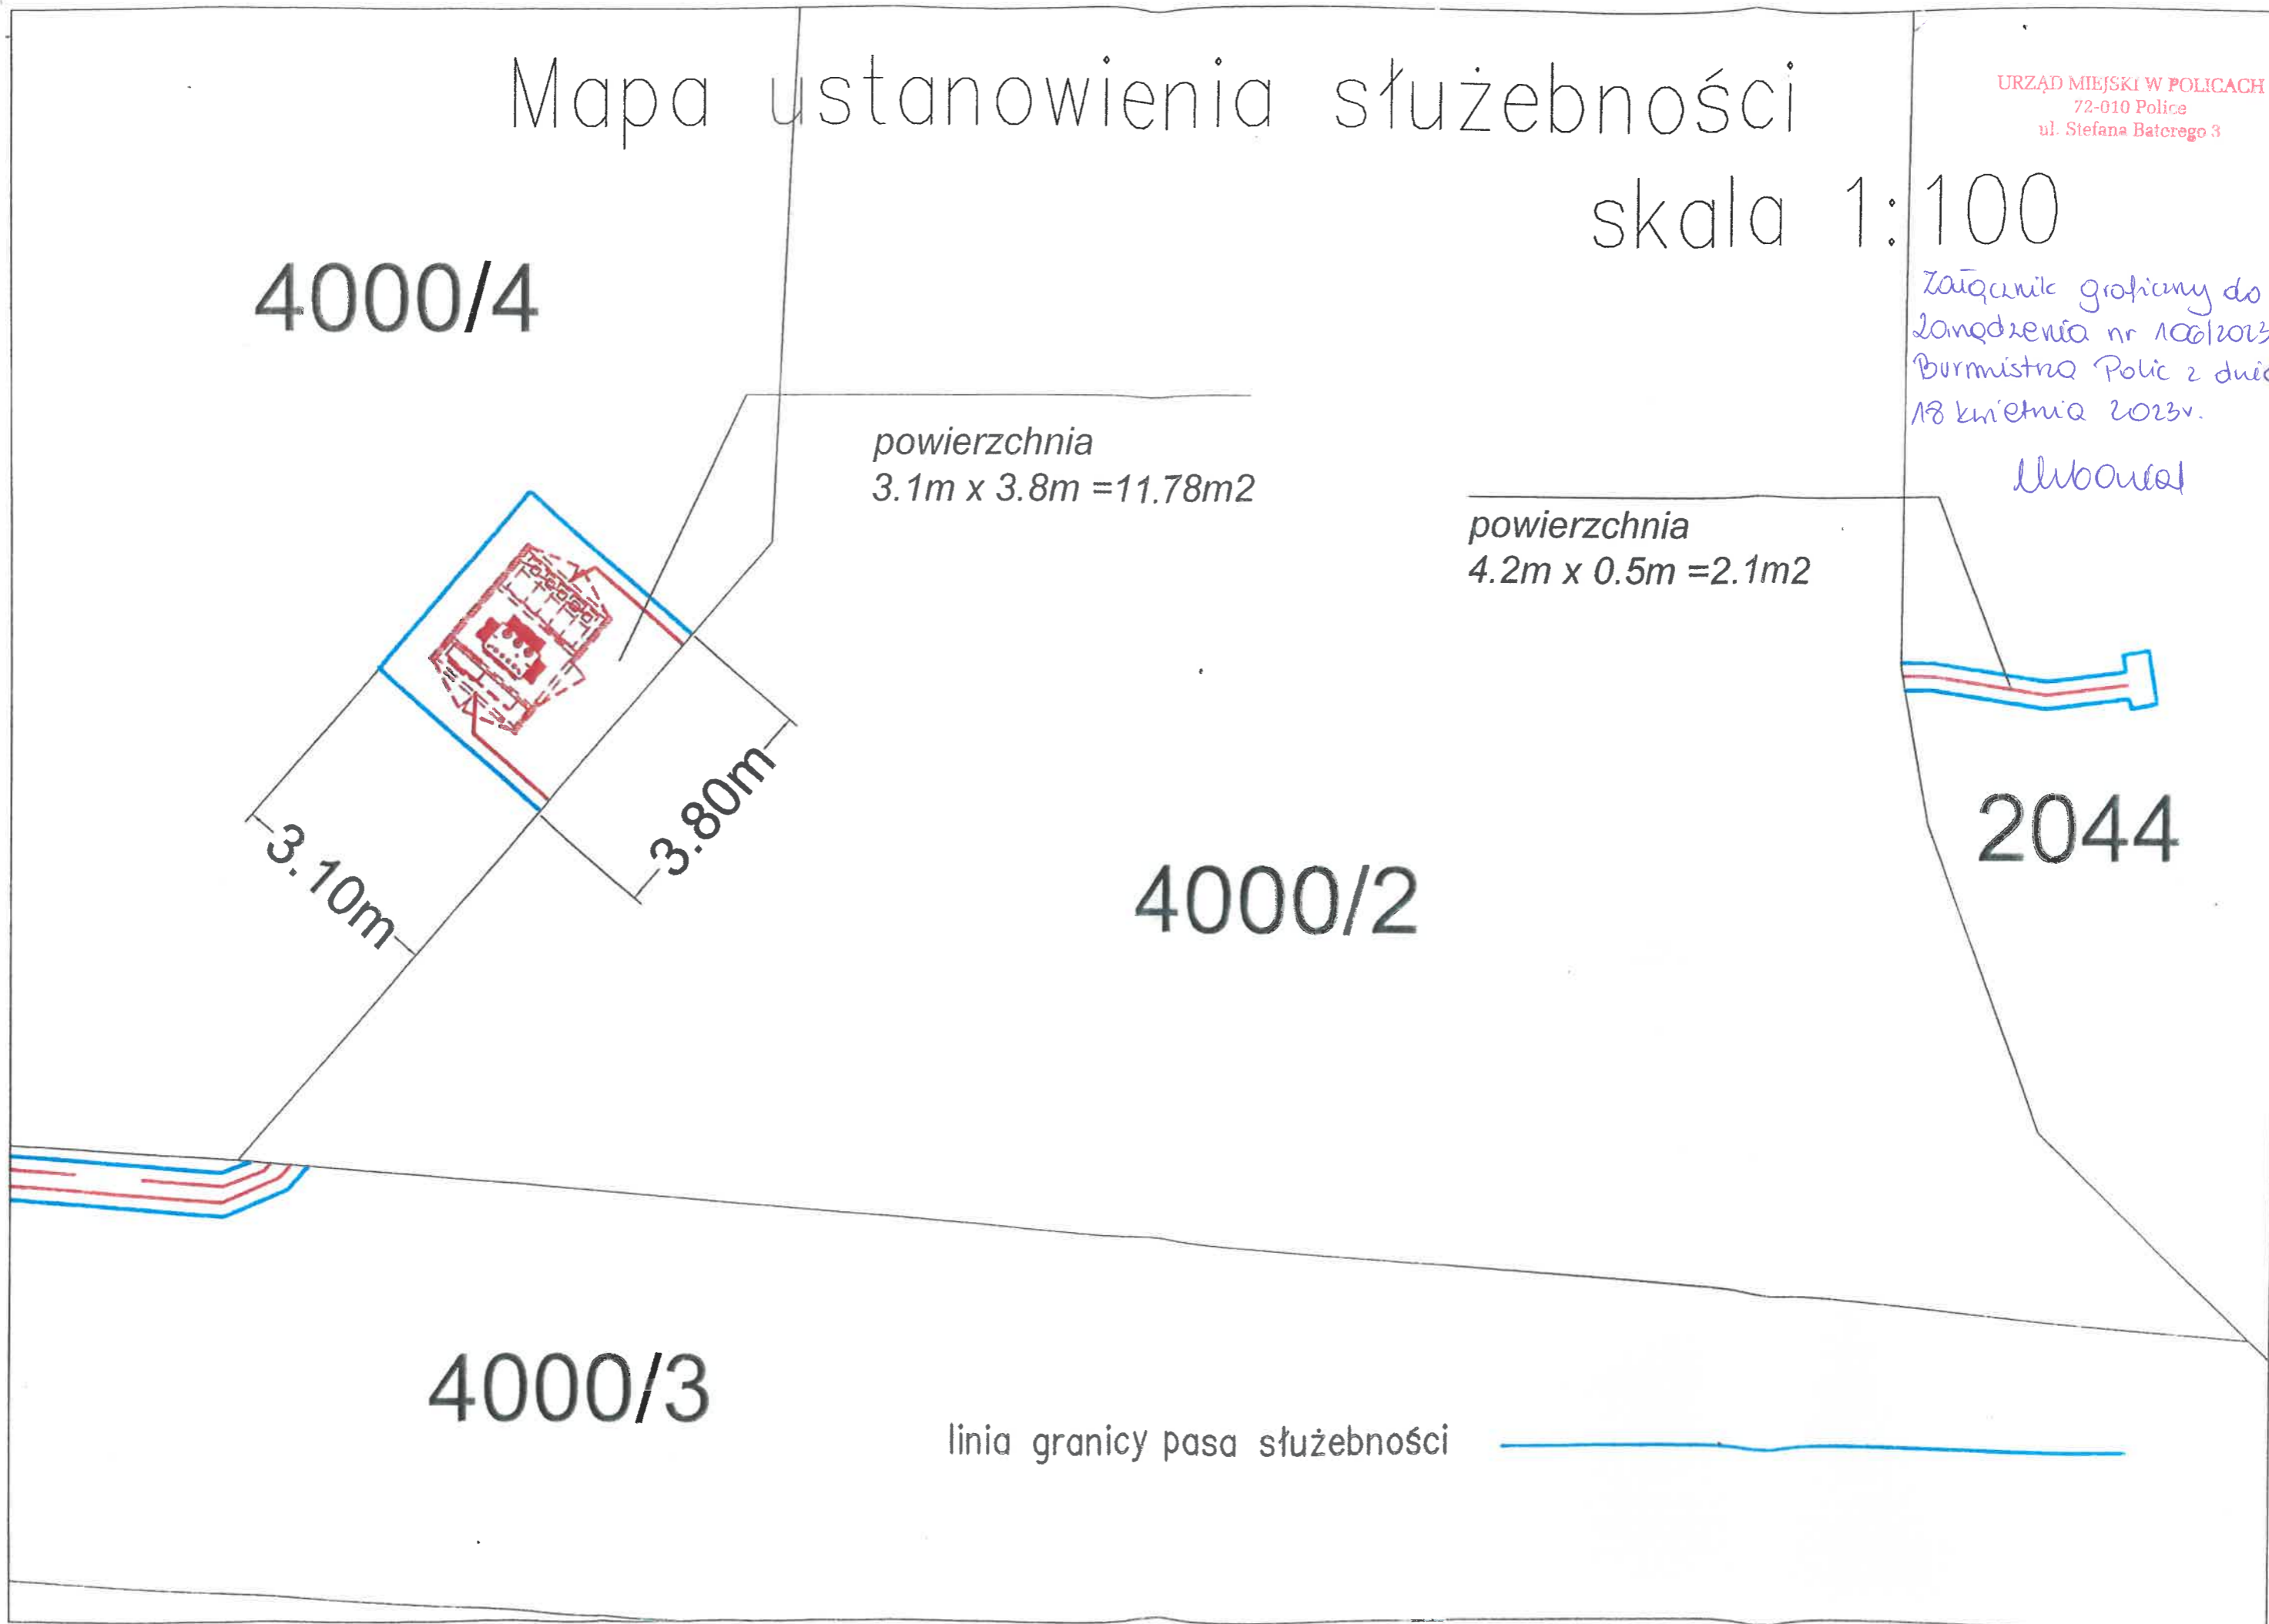 Mapa ustanowienia służebności
skala 1:100
URZĄD MIEJSKI W POLICACH
72-010 Police
ul. Stefana Batorego 3
Załącznik graficzny do
Zarządzenia nr 106/2023
Burmistrza Polic z dnia
18 kwietnia 2023r.
4000/4
powierzchnia
3.1m x 3.8m =11.78m2
powierzchnia
4.2m x 0.5m =2.1m2
3.10m
3.80m
4000/2
2044
4000/3
linia granicy pasa służebności